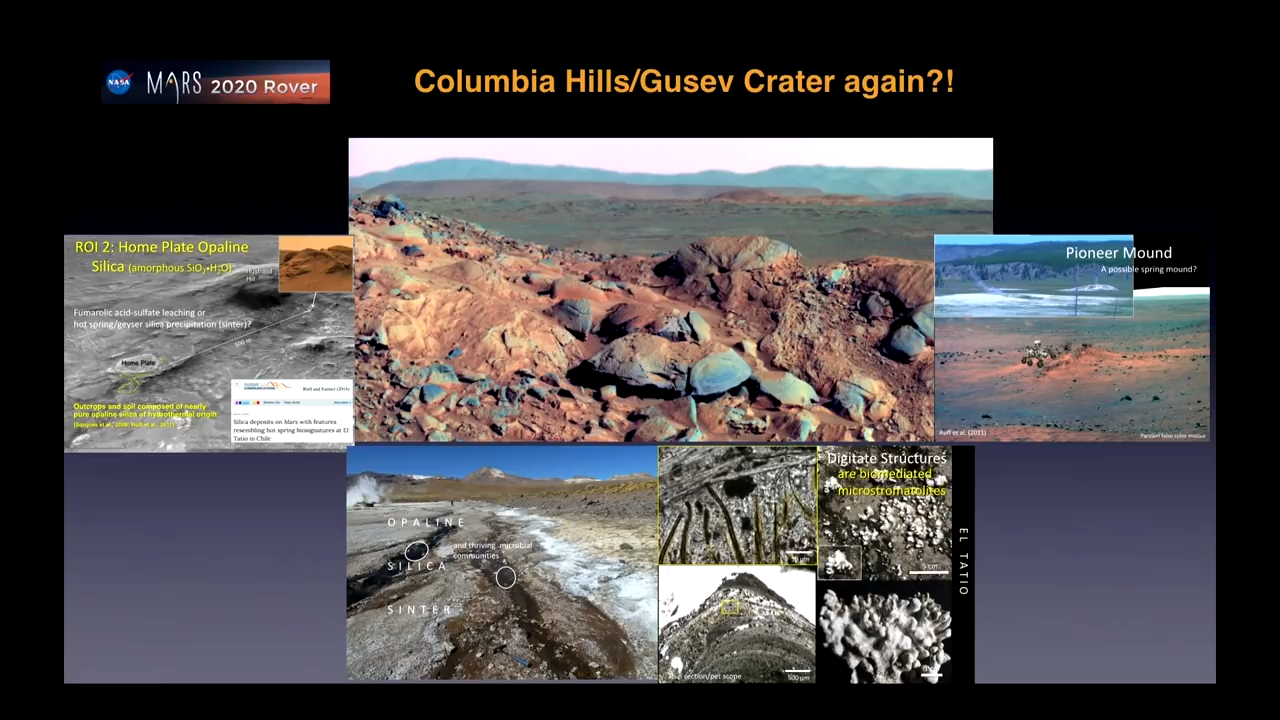 NASA
MARS 2020 Rover
Columbia Hills/Gusev Crater again?!
ROI 2: Home Plate Opaline
Silica (amorphous SiO₂•H₂O)
Husband
Hill
Fumarolic acid-sulfate leaching or
hot spring/geyser silica precipitation (sinter)?
500 m
Home Plate
Outcrops and soil composed of nearly
pure opaline silica of hydrothermal origin
(Squyres et al., 2008; Ruff et al., 2011)
Ruff and Farmer (2016)
Silica deposits on Mars with features
resembling hot spring biosignatures at El
Tatio in Chile
Pioneer Mound
A possible spring mound?
Ruff et al. (2011)
Pancam false color mosaic
OPALINE
and thriving microbial
communities
SILICA
SINTER
Digitate Structures
are biomediated
microstromatolites
5 cm
500 µm
EL TATIO